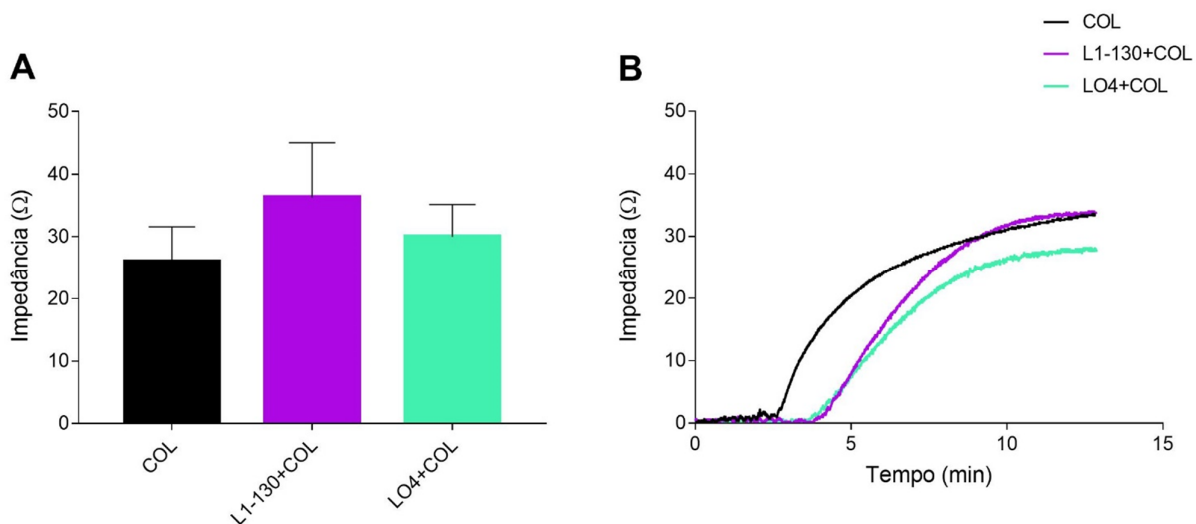 A
Impedância (Ω)
50
40
30
20
10
0
COL
L1-130+COL
LO4+COL
B
COL
L1-130+COL
LO4+COL
Impedância (Ω)
50
40
30
20
10
0
0 5 10 15
Tempo (min)